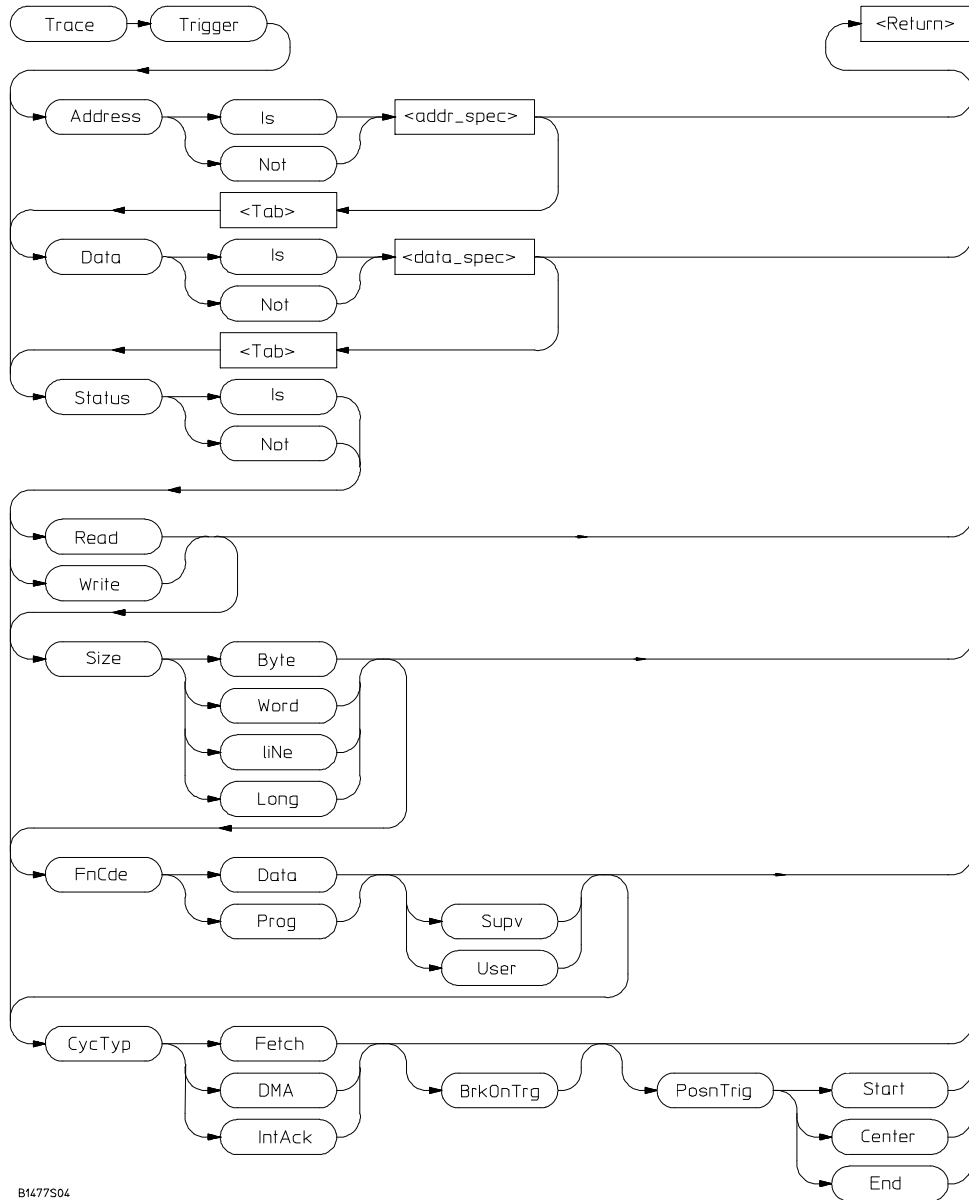 Trace Trigger <Return>
Address Is <addr_spec>
Not
<Tab>
Data Is <data_spec>
Not
<Tab>
Status Is
Not
Read
Write
Size Byte
Word
liNe
Long
FnCde Data
Prog Supv
User
CycTyp Fetch
DMA BrkOnTrg PosnTrig Start
IntAck Center
End
B1477S04